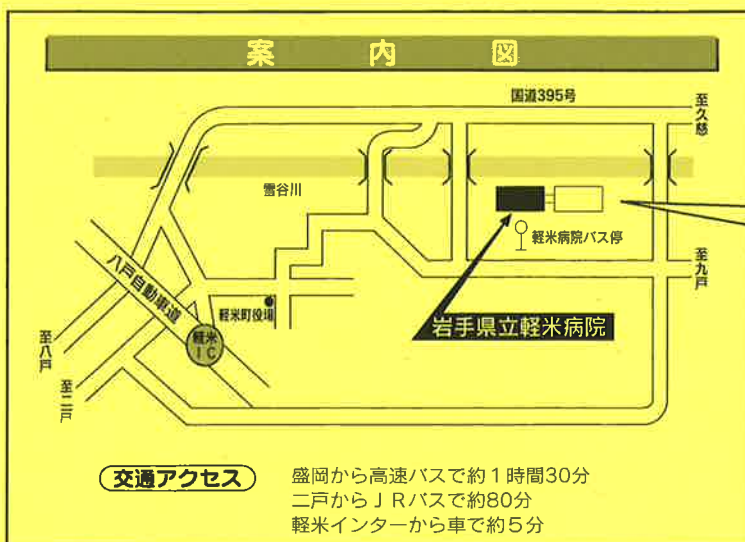 案内図
国道395号
至久慈
雪谷川
軽米病院バス停
至九戸
八戸自動車道
軽米町役場
軽米
IC
岩手県立軽米病院
至八戸
至二戸
交通アクセス
盛岡から高速バスで約1時間30分
二戸からJRバスで約80分
軽米インターから車で約5分